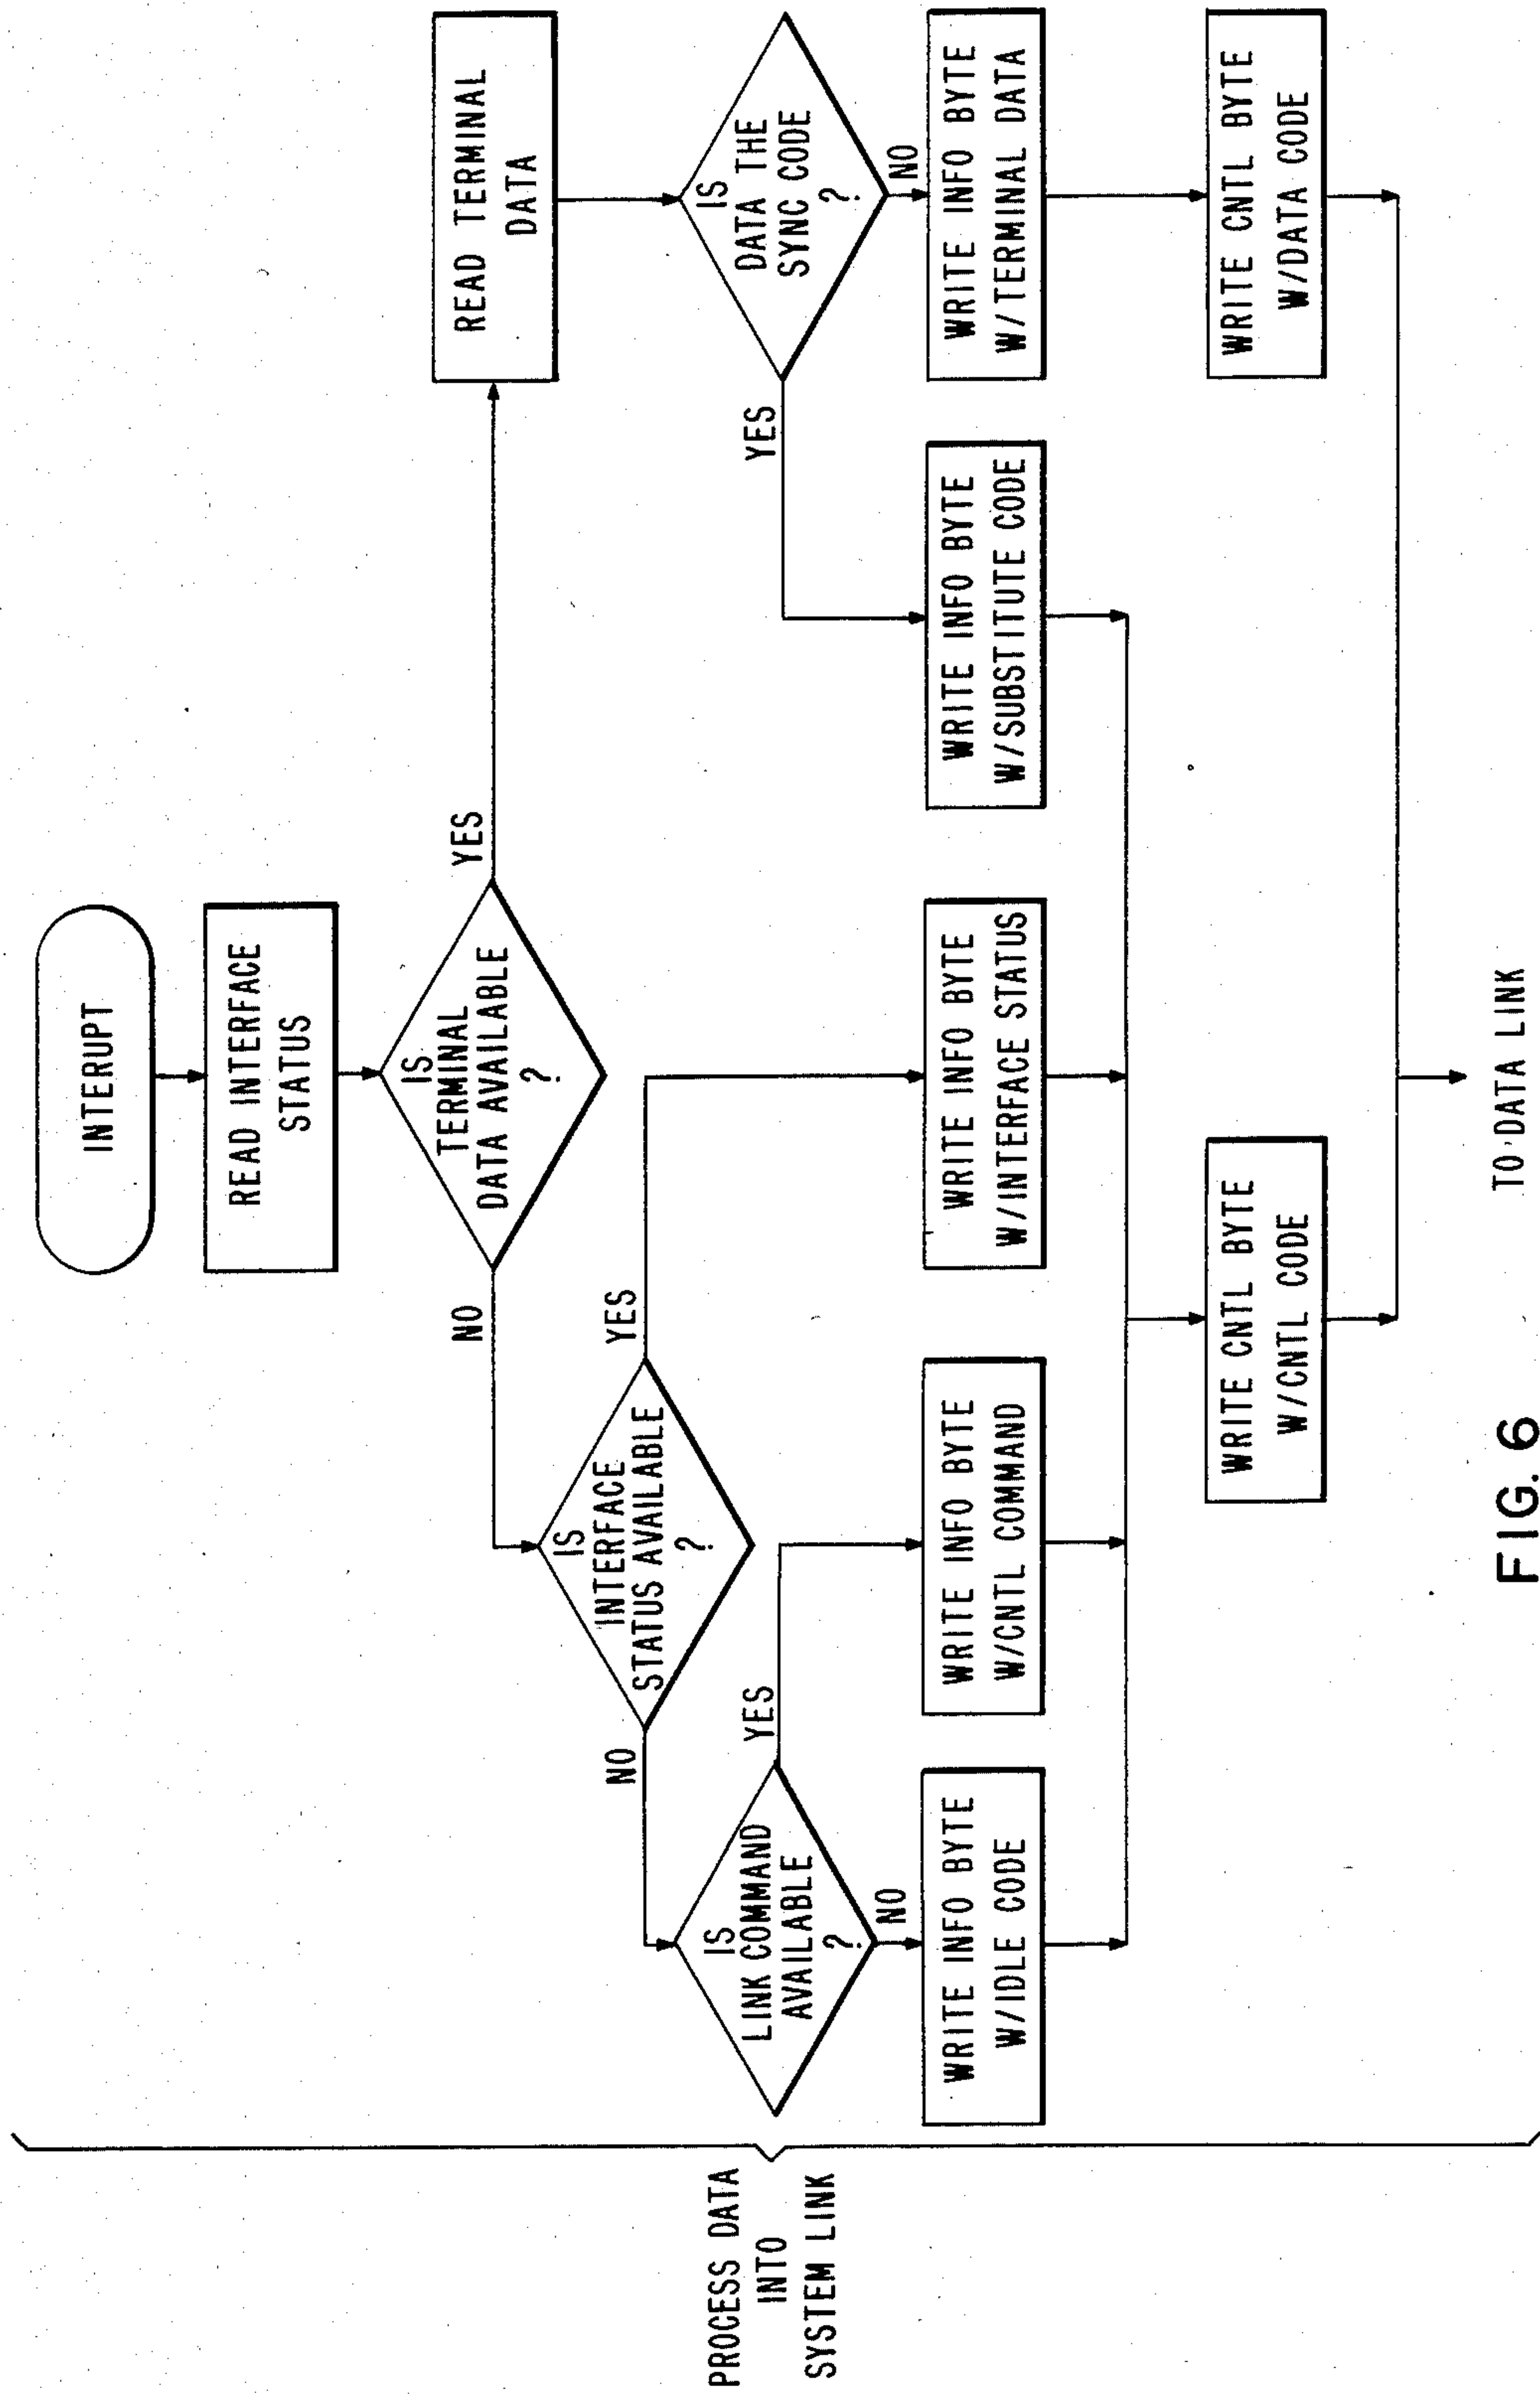 INTERUPT
READ INTERFACE
STATUS
IS
TERMINAL
DATA AVAILABLE
?
NO
YES
READ TERMINAL
DATA
IS
INTERFACE
STATUS AVAILABLE
?
NO
YES
IS
LINK COMMAND
AVAILABLE
?
YES
NO
IS
DATA THE
SYNC CODE
?
YES
NO
PROCESS DATA
INTO
SYSTEM LINK
WRITE INFO BYTE
W/IDLE CODE
WRITE INFO BYTE
W/CNTL COMMAND
WRITE INFO BYTE
W/INTERFACE STATUS
WRITE INFO BYTE
W/SUBSTITUTE CODE
WRITE INFO BYTE
W/TERMINAL DATA
WRITE CNTL BYTE
W/CNTL CODE
WRITE CNTL BYTE
W/DATA CODE
TO DATA LINK
FIG. 6